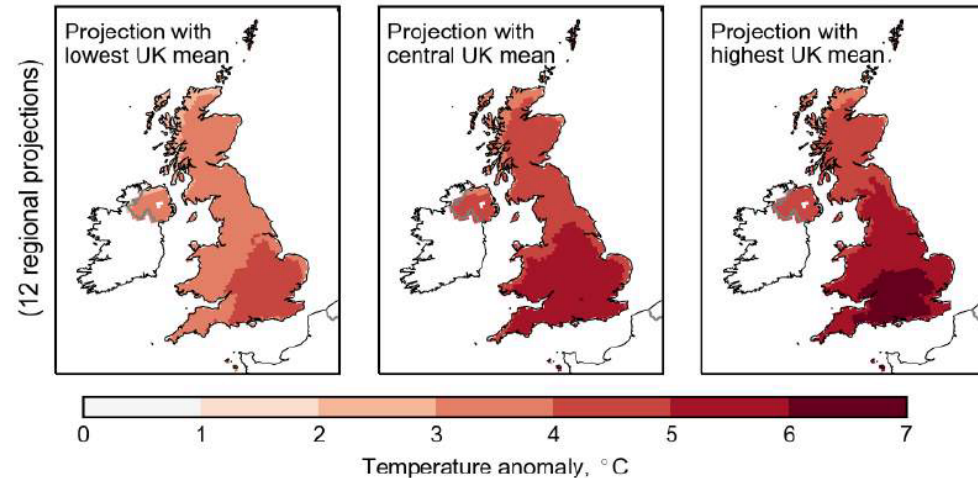 (12 regional projections)
Projection with
lowest UK mean
Projection with
central UK mean
Projection with
highest UK mean
0 1 2 3 4 5 6 7
Temperature anomaly, °C